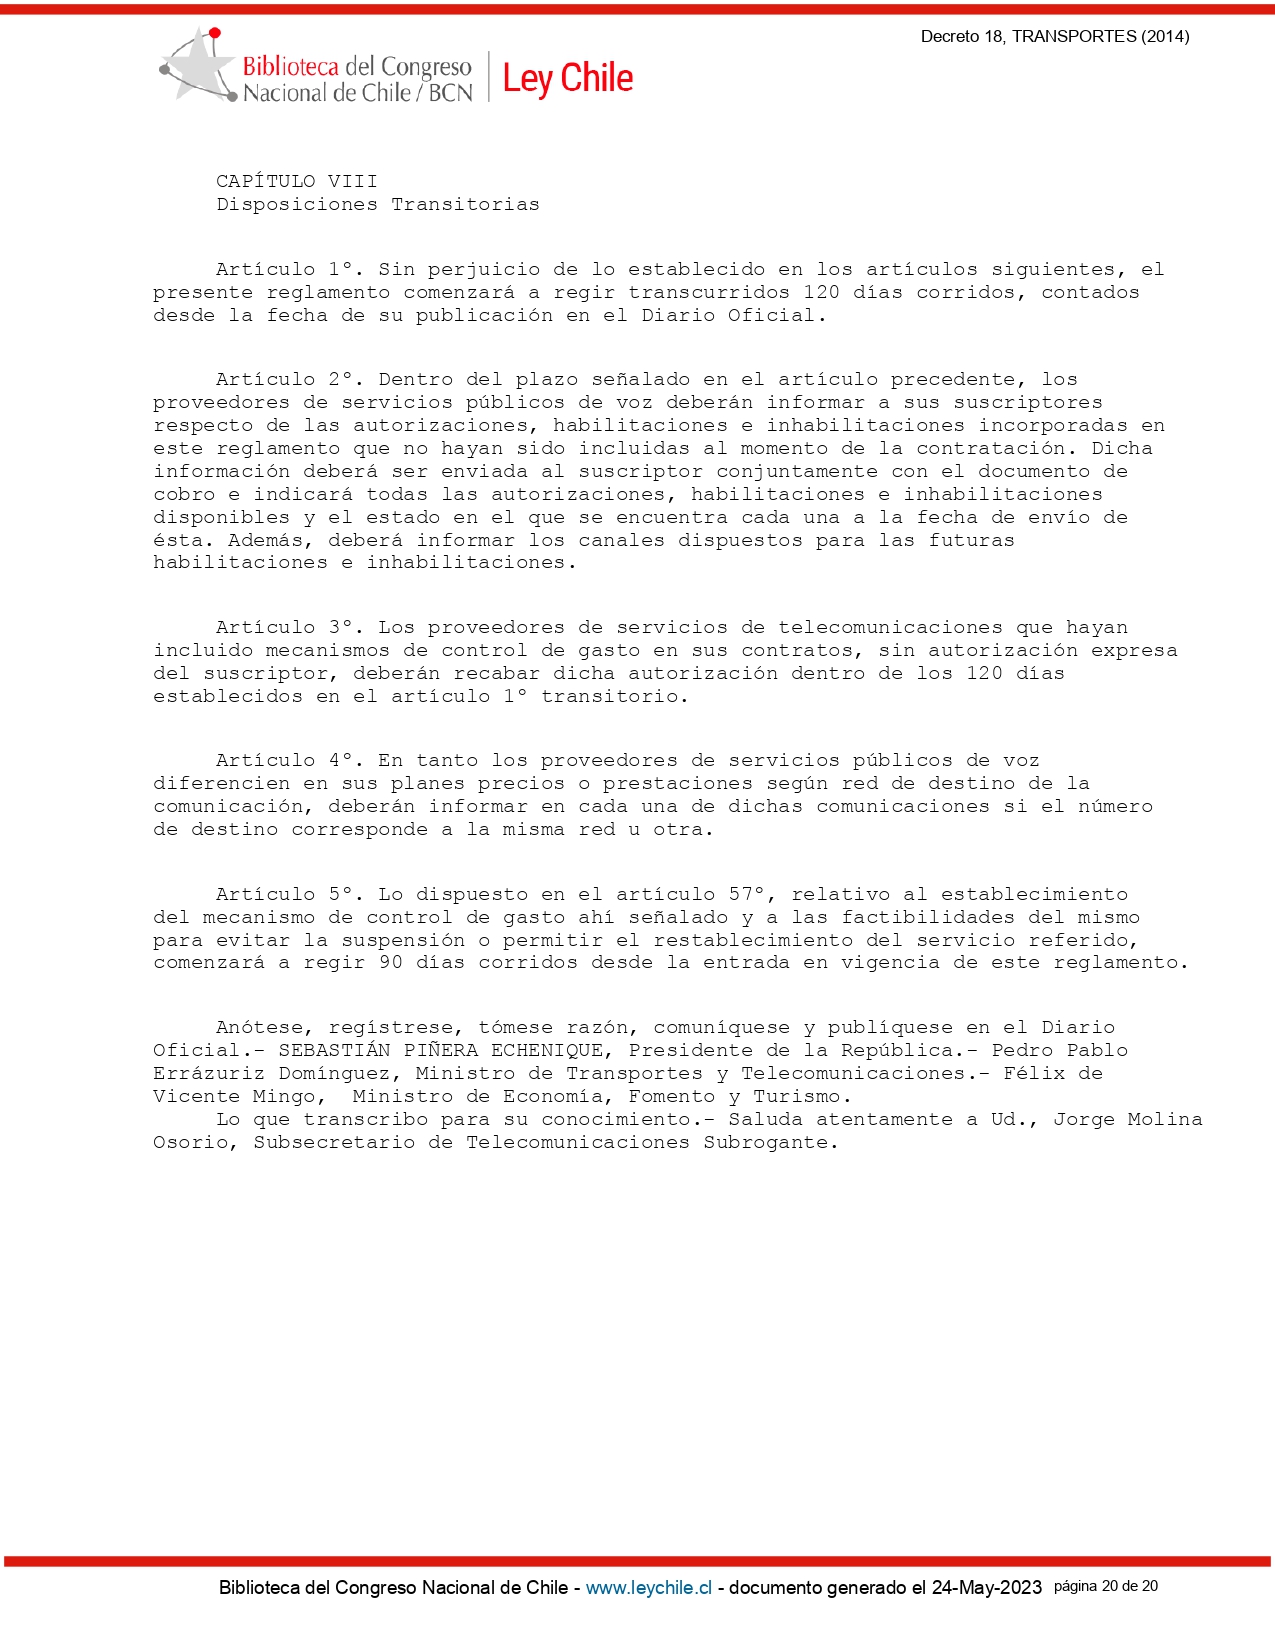 Decreto 18, TRANSPORTES (2014)
Biblioteca del Congreso
Nacional de Chile / BCN
Ley Chile
CAPÍTULO VIII
Disposiciones Transitorias
Artículo 1º. Sin perjuicio de lo establecido en los artículos siguientes, el
presente reglamento comenzará a regir transcurridos 120 días corridos, contados
desde la fecha de su publicación en el Diario Oficial.
Artículo 2º. Dentro del plazo señalado en el artículo precedente, los
proveedores de servicios públicos de voz deberán informar a sus suscriptores
respecto de las autorizaciones, habilitaciones e inhabilitaciones incorporadas en
este reglamento que no hayan sido incluidas al momento de la contratación. Dicha
información deberá ser enviada al suscriptor conjuntamente con el documento de
cobro e indicará todas las autorizaciones, habilitaciones e inhabilitaciones
disponibles y el estado en el que se encuentra cada una a la fecha de envío de
ésta. Además, deberá informar los canales dispuestos para las futuras
habilitaciones e inhabilitaciones.
Artículo 3º. Los proveedores de servicios de telecomunicaciones que hayan
incluido mecanismos de control de gasto en sus contratos, sin autorización expresa
del suscriptor, deberán recabar dicha autorización dentro de los 120 días
establecidos en el artículo 1º transitorio.
Artículo 4º. En tanto los proveedores de servicios públicos de voz
diferencien en sus planes precios o prestaciones según red de destino de la
comunicación, deberán informar en cada una de dichas comunicaciones si el número
de destino corresponde a la misma red u otra.
Artículo 5º. Lo dispuesto en el artículo 57º, relativo al establecimiento
del mecanismo de control de gasto ahí señalado y a las factibilidades del mismo
para evitar la suspensión o permitir el restablecimiento del servicio referido,
comenzará a regir 90 días corridos desde la entrada en vigencia de este reglamento.
Anótese, regístrese, tómese razón, comuníquese y publíquese en el Diario
Oficial.- SEBASTIÁN PIÑERA ECHENIQUE, Presidente de la República.- Pedro Pablo
Errázuriz Domínguez, Ministro de Transportes y Telecomunicaciones.- Félix de
Vicente Mingo,  Ministro de Economía, Fomento y Turismo.
Lo que transcribo para su conocimiento.- Saluda atentamente a Ud., Jorge Molina
Osorio, Subsecretario de Telecomunicaciones Subrogante.
Biblioteca del Congreso Nacional de Chile - www.leychile.cl - documento generado el 24-May-2023 página 20 de 20